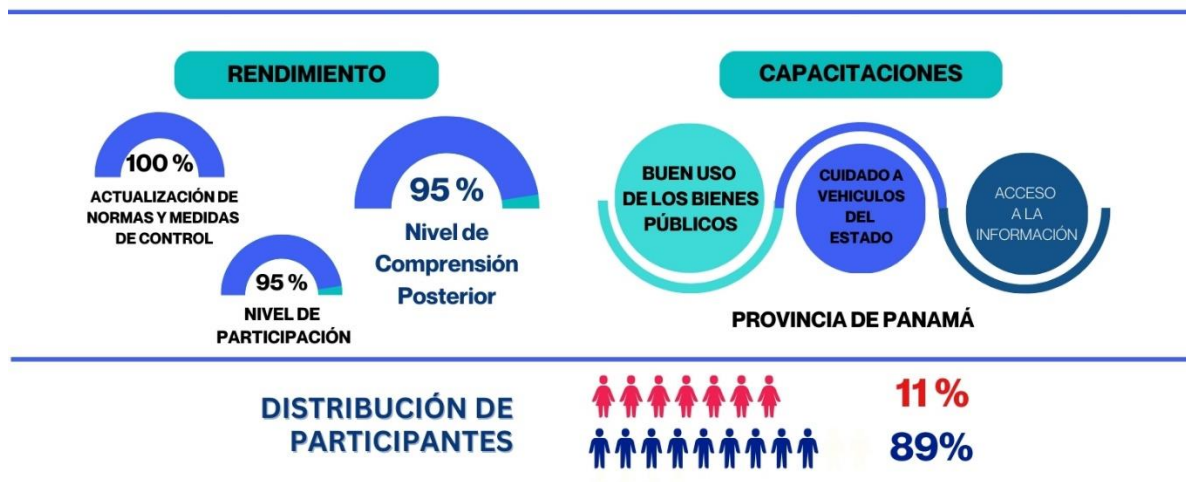 RENDIMIENTO
100 %
ACTUALIZACIÓN DE
NORMAS Y MEDIDAS
DE CONTROL
95 %
NIVEL DE
PARTICIPACIÓN
95 %
Nivel de
Comprensión
Posterior
CAPACITACIONES
BUEN USO
DE LOS BIENES
PÚBLICOS
CUIDADO A
VEHICULOS
DEL
ESTADO
ACCESO
A LA
INFORMACIÓN
PROVINCIA DE PANAMÁ
DISTRIBUCIÓN DE
PARTICIPANTES
11 %
89%